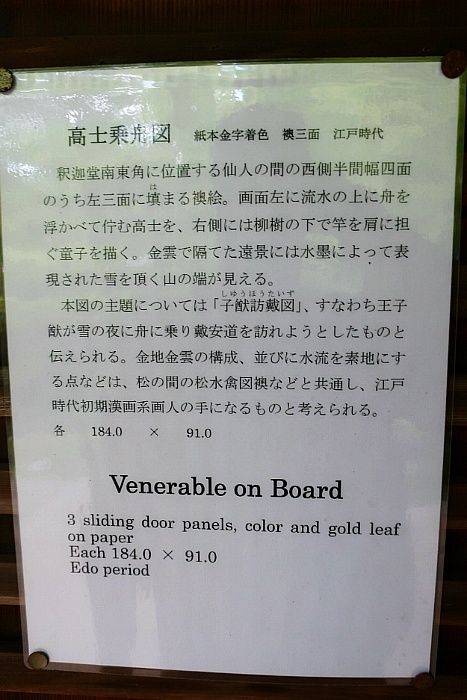 高士乗舟図 紙本金字着色 襖三面 江戸時代
釈迦堂南東角に位置する仙人の間の西側半間幅四面
は
のうち左三面に填まる襖絵。画面左に流水の上に舟を
浮かべて佇む高士を、右側には柳樹の下で竿を肩に担
ぐ童子を描く。金雲で隔てた遠景には水墨によって表
現された雪を頂く山の端が見える。
しゅうほうたいず
本図の主題については「子猷訪戴図」、すなわち王子
猷が雪の夜に舟に乗り戴安道を訪れようとしたものと
伝えられる。金地金雲の構成、並びに水流を素地にす
る点などは、松の間の松水禽図襖などと共通し、江戸
時代初期漢画系画人の手になるものと考えられる。
各 184.0 × 91.0
Venerable on Board
3 sliding door panels, color and gold leaf
on paper
Each 184.0 × 91.0
Edo period